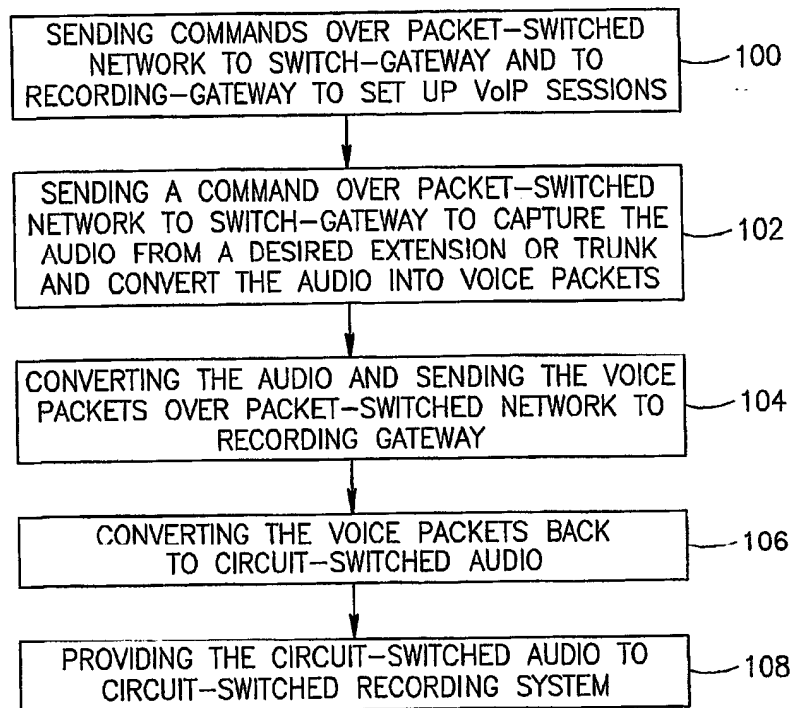 SENDING COMMANDS OVER PACKET-SWITCHED
NETWORK TO SWITCH-GATEWAY AND TO
RECORDING-GATEWAY TO SET UP VoIP SESSIONS
100
SENDING A COMMAND OVER PACKET-SWITCHED
NETWORK TO SWITCH-GATEWAY TO CAPTURE THE
AUDIO FROM A DESIRED EXTENSION OR TRUNK
AND CONVERT THE AUDIO INTO VOICE PACKETS
102
CONVERTING THE AUDIO AND SENDING THE VOICE
PACKETS OVER PACKET-SWITCHED NETWORK TO
RECORDING GATEWAY
104
CONVERTING THE VOICE PACKETS BACK
TO CIRCUIT-SWITCHED AUDIO
106
PROVIDING THE CIRCUIT-SWITCHED AUDIO TO
CIRCUIT-SWITCHED RECORDING SYSTEM
108